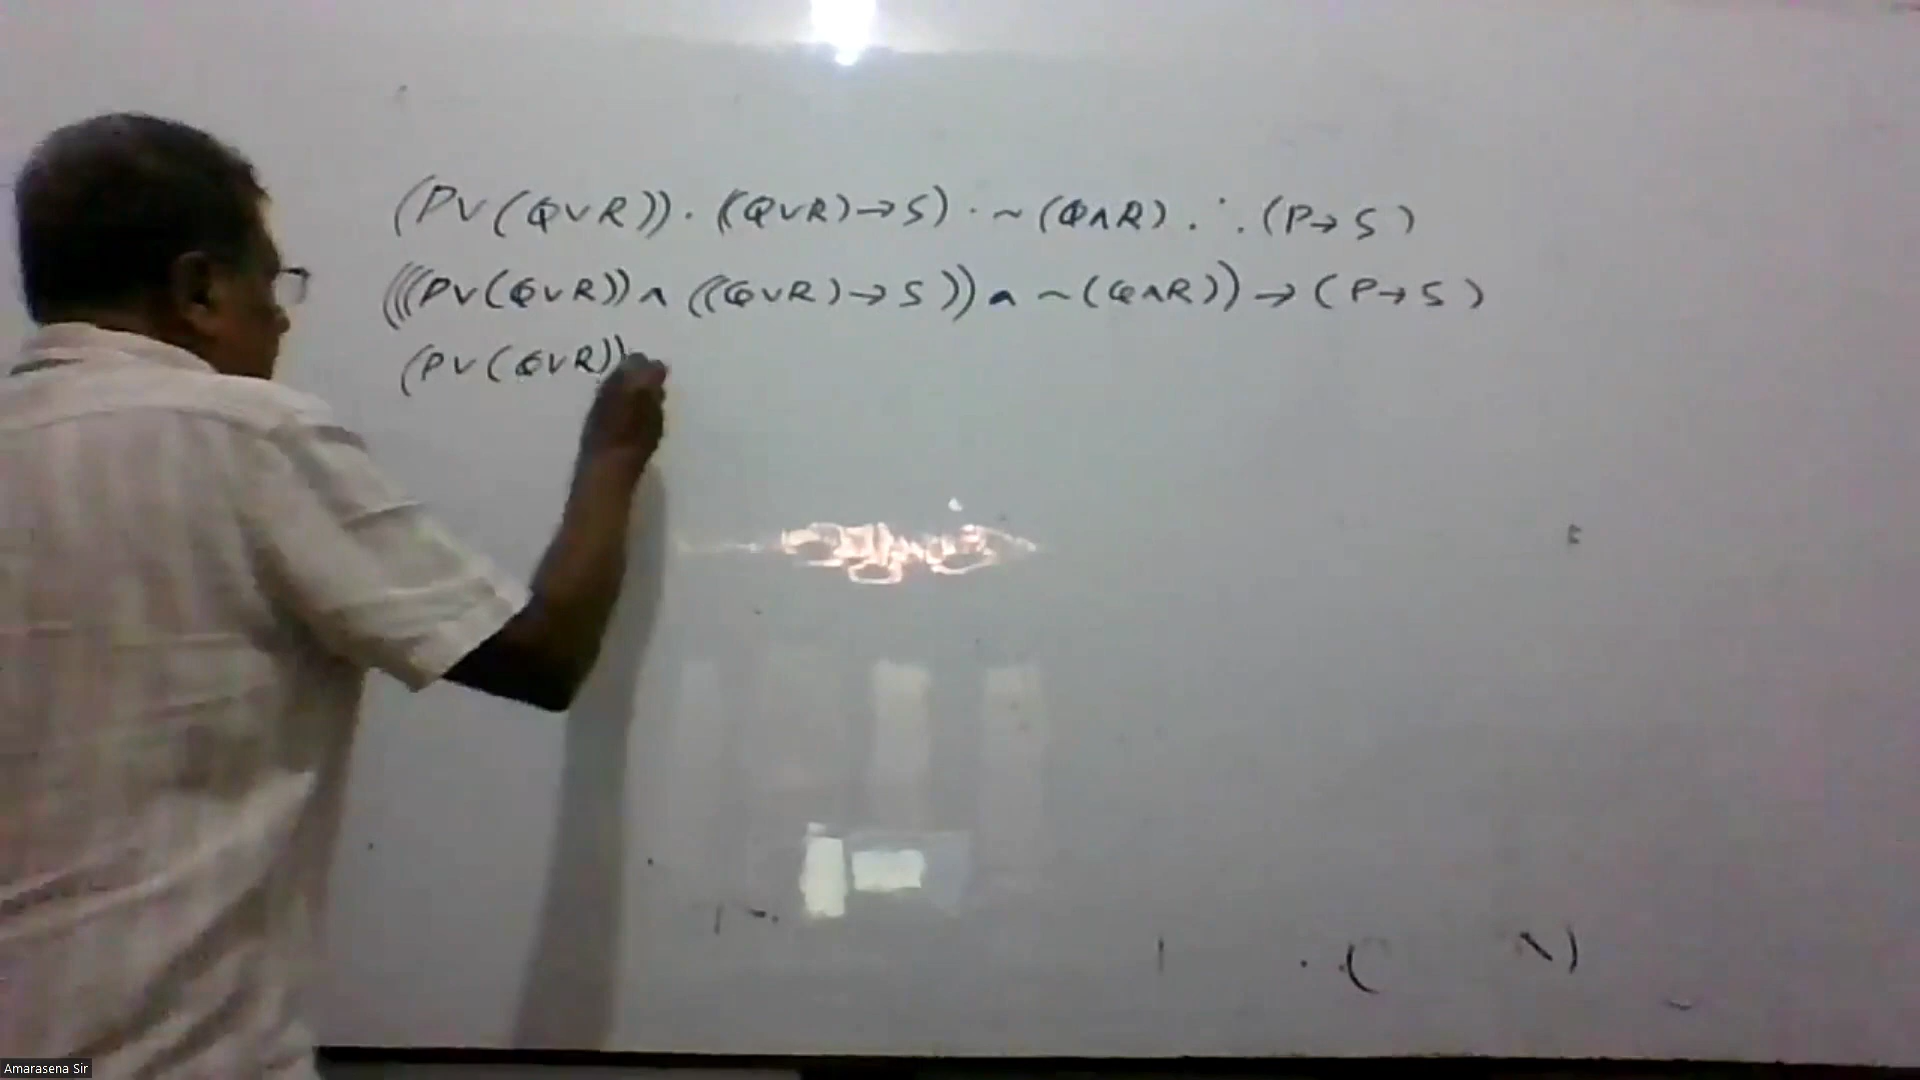 (P∨(Q∨R)) · ((Q∨R)→S) · ~(Q∧R) . ∴ (P→S)
(((P∨(Q∨R))∧((Q∨R)→S))∧~(Q∧R))→(P→S)
(P∨(Q∨R))
Amarasena Sir